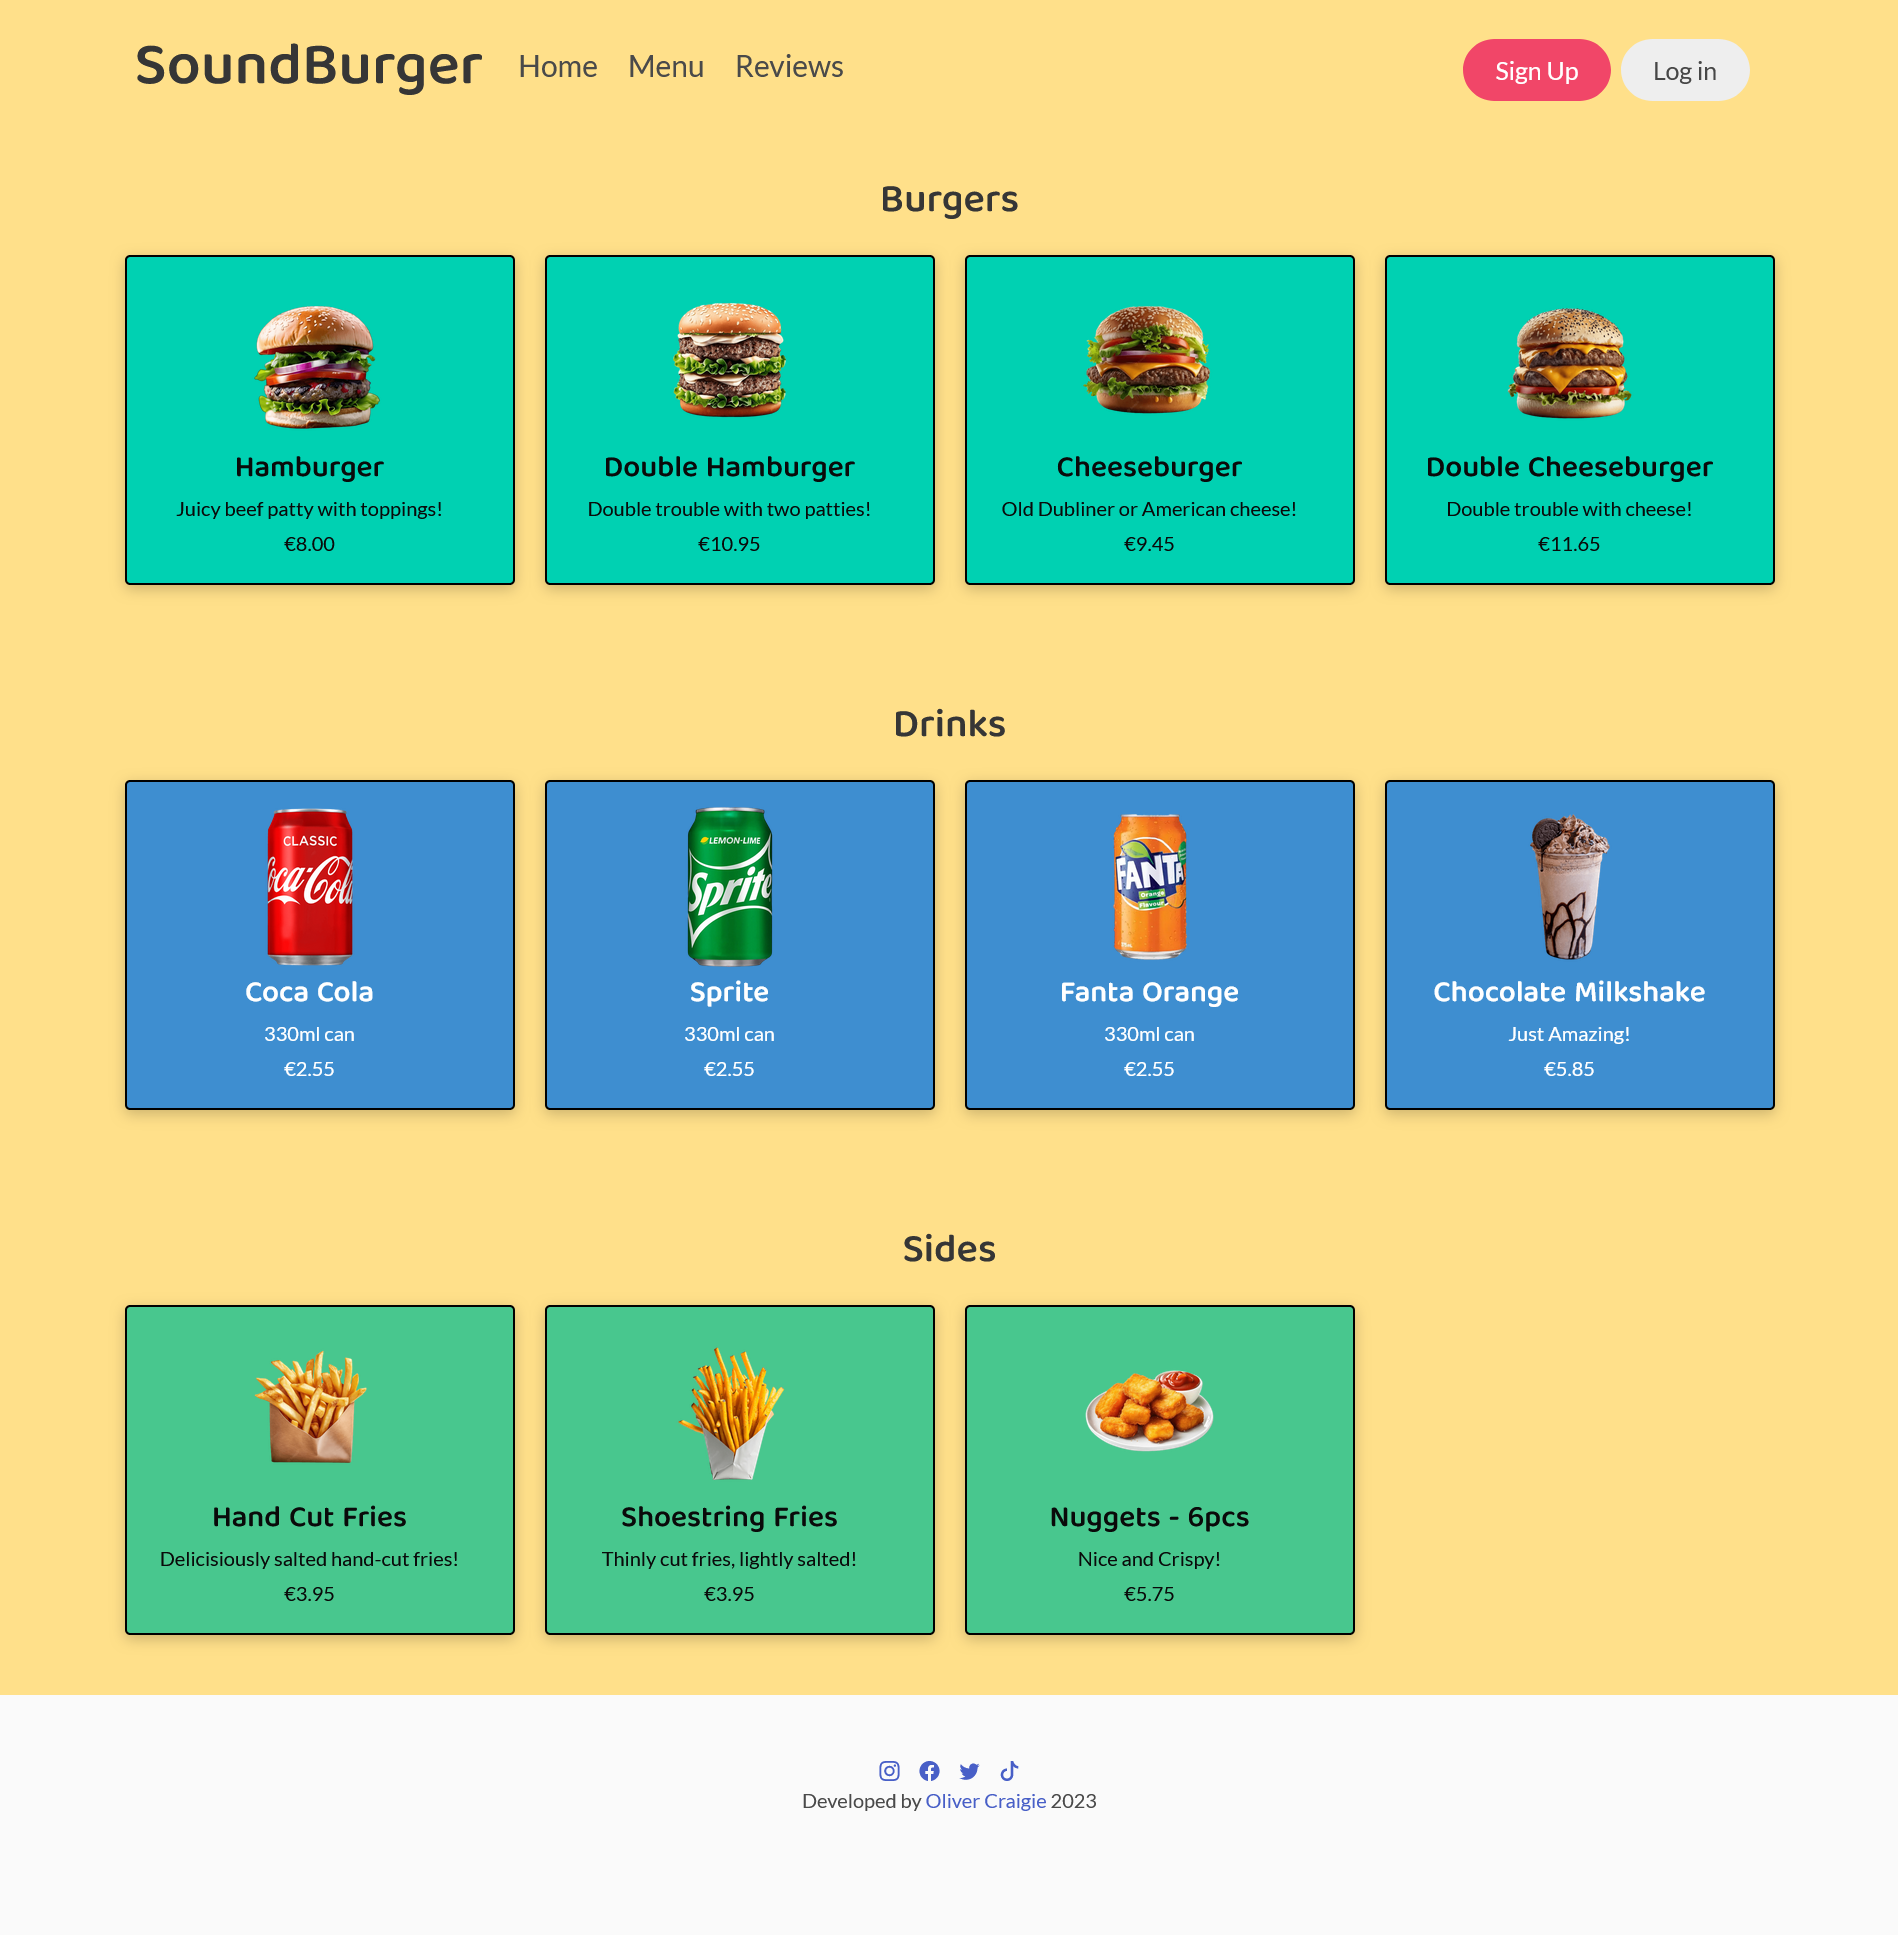 SoundBurger
Home Menu Reviews
Sign Up Log in
Burgers
Hamburger
Juicy beef patty with toppings!
€8.00
Double Hamburger
Double trouble with two patties!
€10.95
Cheeseburger
Old Dubliner or American cheese!
€9.45
Double Cheeseburger
Double trouble with cheese!
€11.65
Drinks
CLASSIC
Coca-Cola
Coca Cola
330ml can
€2.55
LEMON-LIME
Sprite
Sprite
330ml can
€2.55
FANTA
Orange
Flavour
Fanta Orange
330ml can
€2.55
Chocolate Milkshake
Just Amazing!
€5.85
Sides
Hand Cut Fries
Delicisiously salted hand-cut fries!
€3.95
Shoestring Fries
Thinly cut fries, lightly salted!
€3.95
Nuggets - 6pcs
Nice and Crispy!
€5.75
Developed by Oliver Craigie 2023